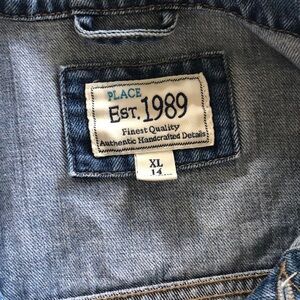 PLACE
EST. 1989
Finest Quality
Authentic Handcrafted Details
XL
14